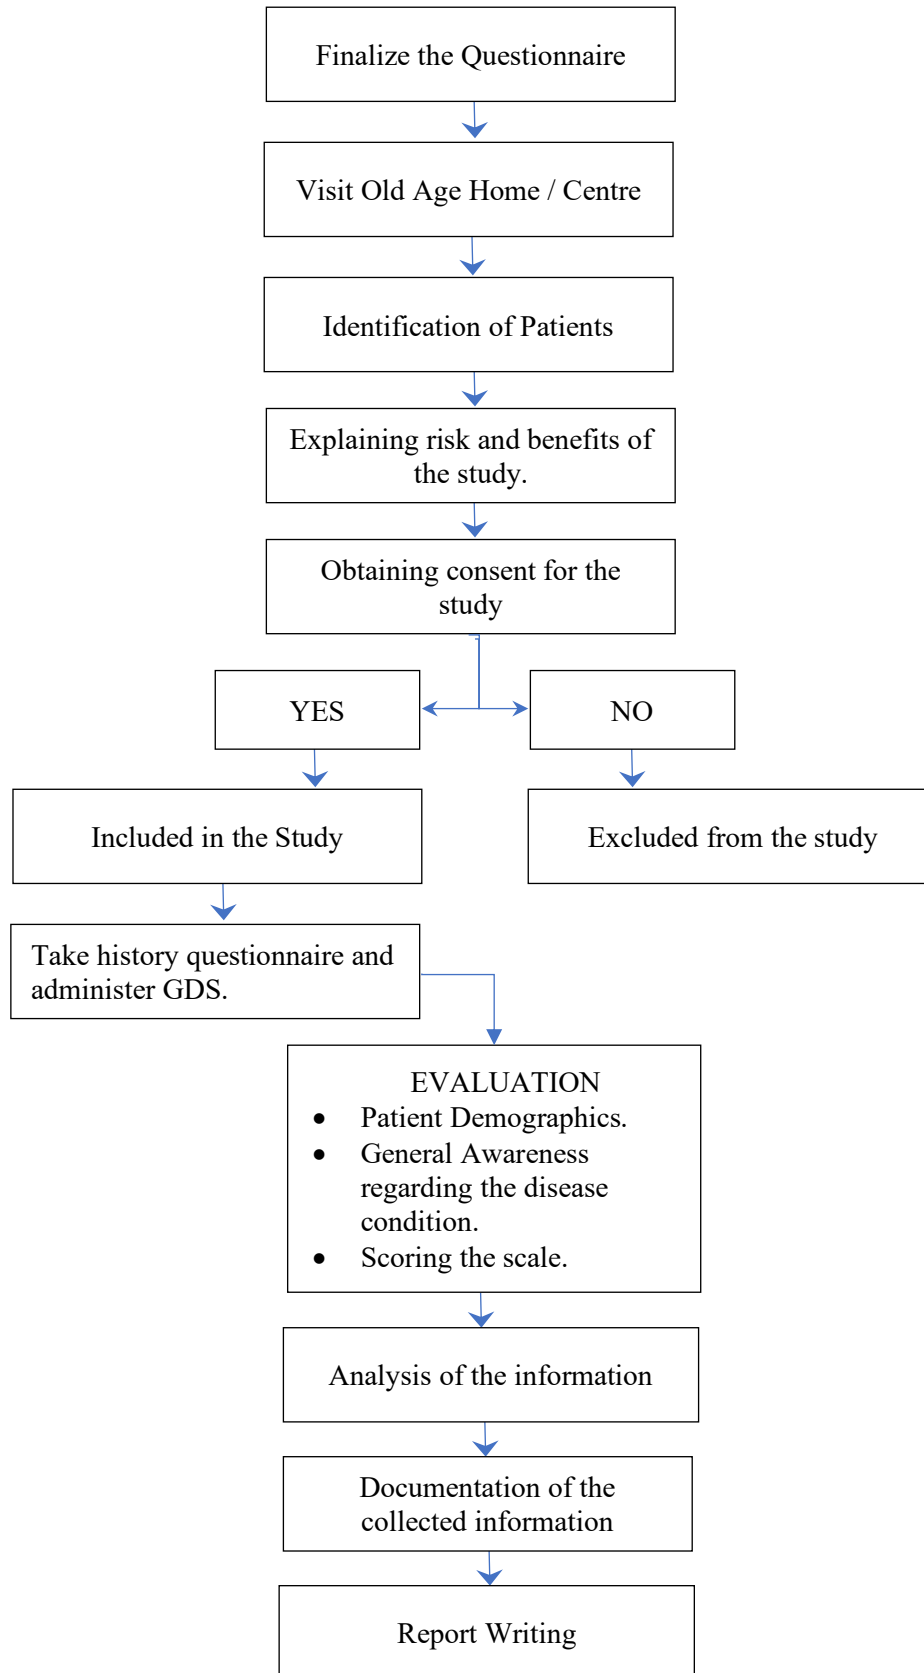 Finalize the Questionnaire
Visit Old Age Home / Centre
Identification of Patients
Explaining risk and benefits of
the study.
Obtaining consent for the
study
YES
NO
Included in the Study
Excluded from the study
Take history questionnaire and
administer GDS.
EVALUATION
• Patient Demographics.
• General Awareness
regarding the disease
condition.
• Scoring the scale.
Analysis of the information
Documentation of the
collected information
Report Writing